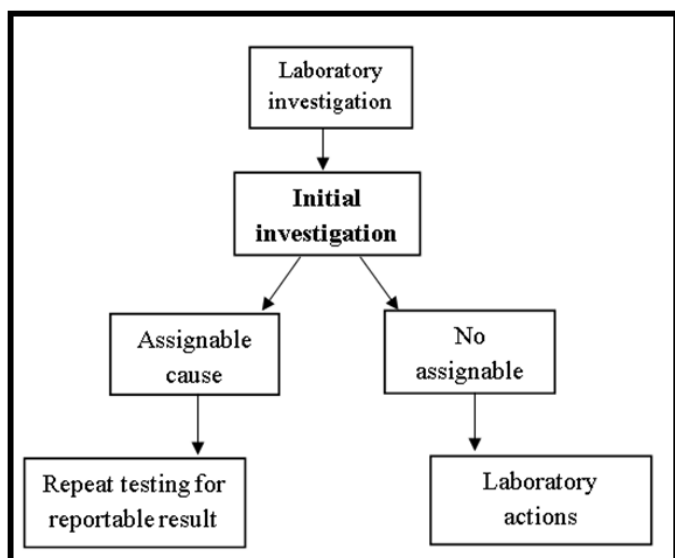 Laboratory
investigation
Initial
investigation
Assignable
cause
No
assignable
Repeat testing for
reportable result
Laboratory
actions